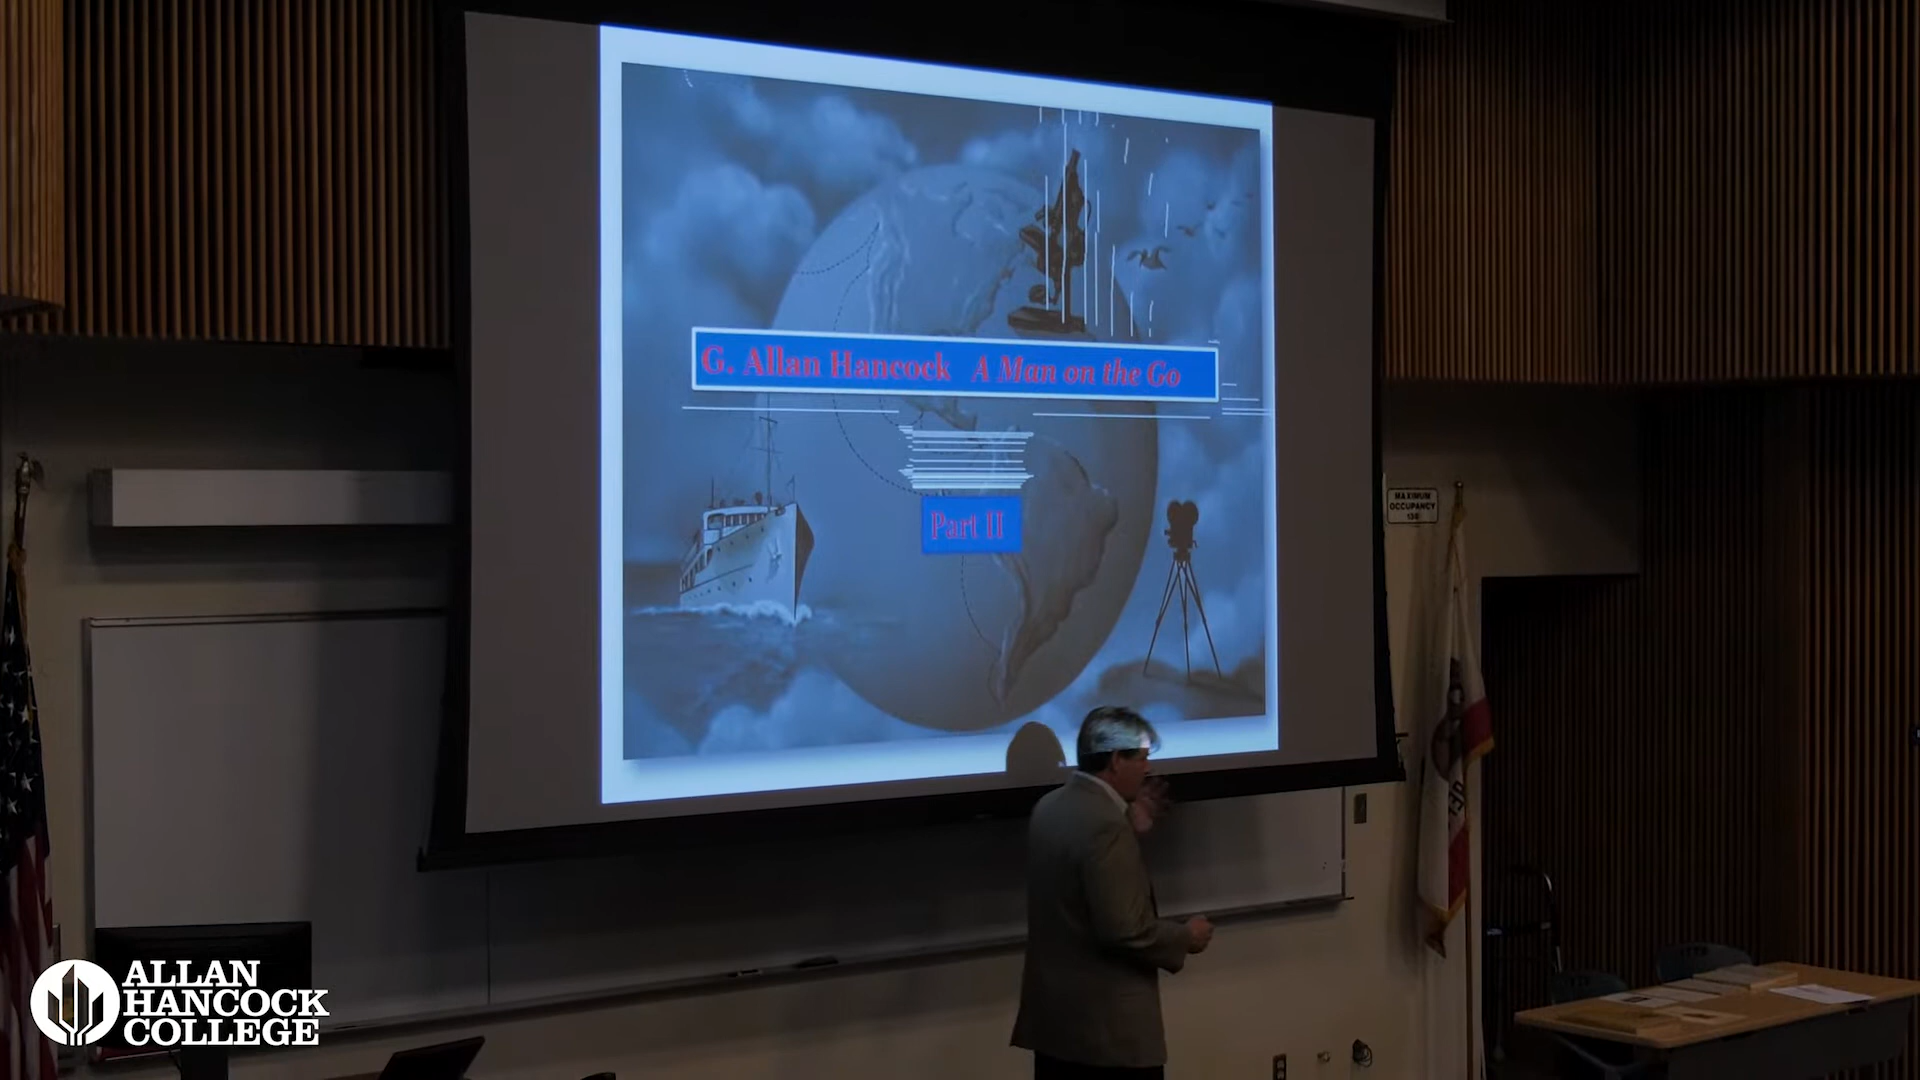 G. Allan Hancock A Man on the Go
Part II
MAXIMUM
OCCUPANCY
ALLAN
HANCOCK
COLLEGE